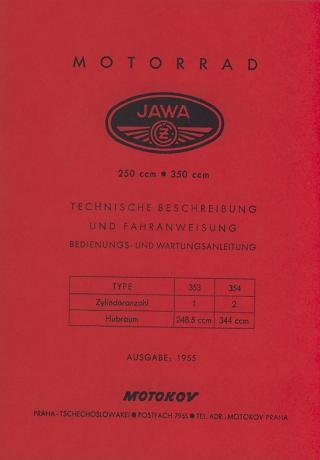 MOTORRAD
JAWA
CZ
250 ccm • 350 ccm
TECHNISCHE BESCHREIBUNG
UND FAHRANWEISUNG
BEDIENUNGS- UND WARTUNGSANLEITUNG
TYPE 353 354
Zylinderanzahl 1 2
Hubraum 248.5 ccm 344 ccm
AUSGABE: 1955
MOTOKOV
PRAHA-TSCHECHOSLOWAKEI • POSTFACH 7965 • TEL. ADR.: MOTOKOV PRAHA